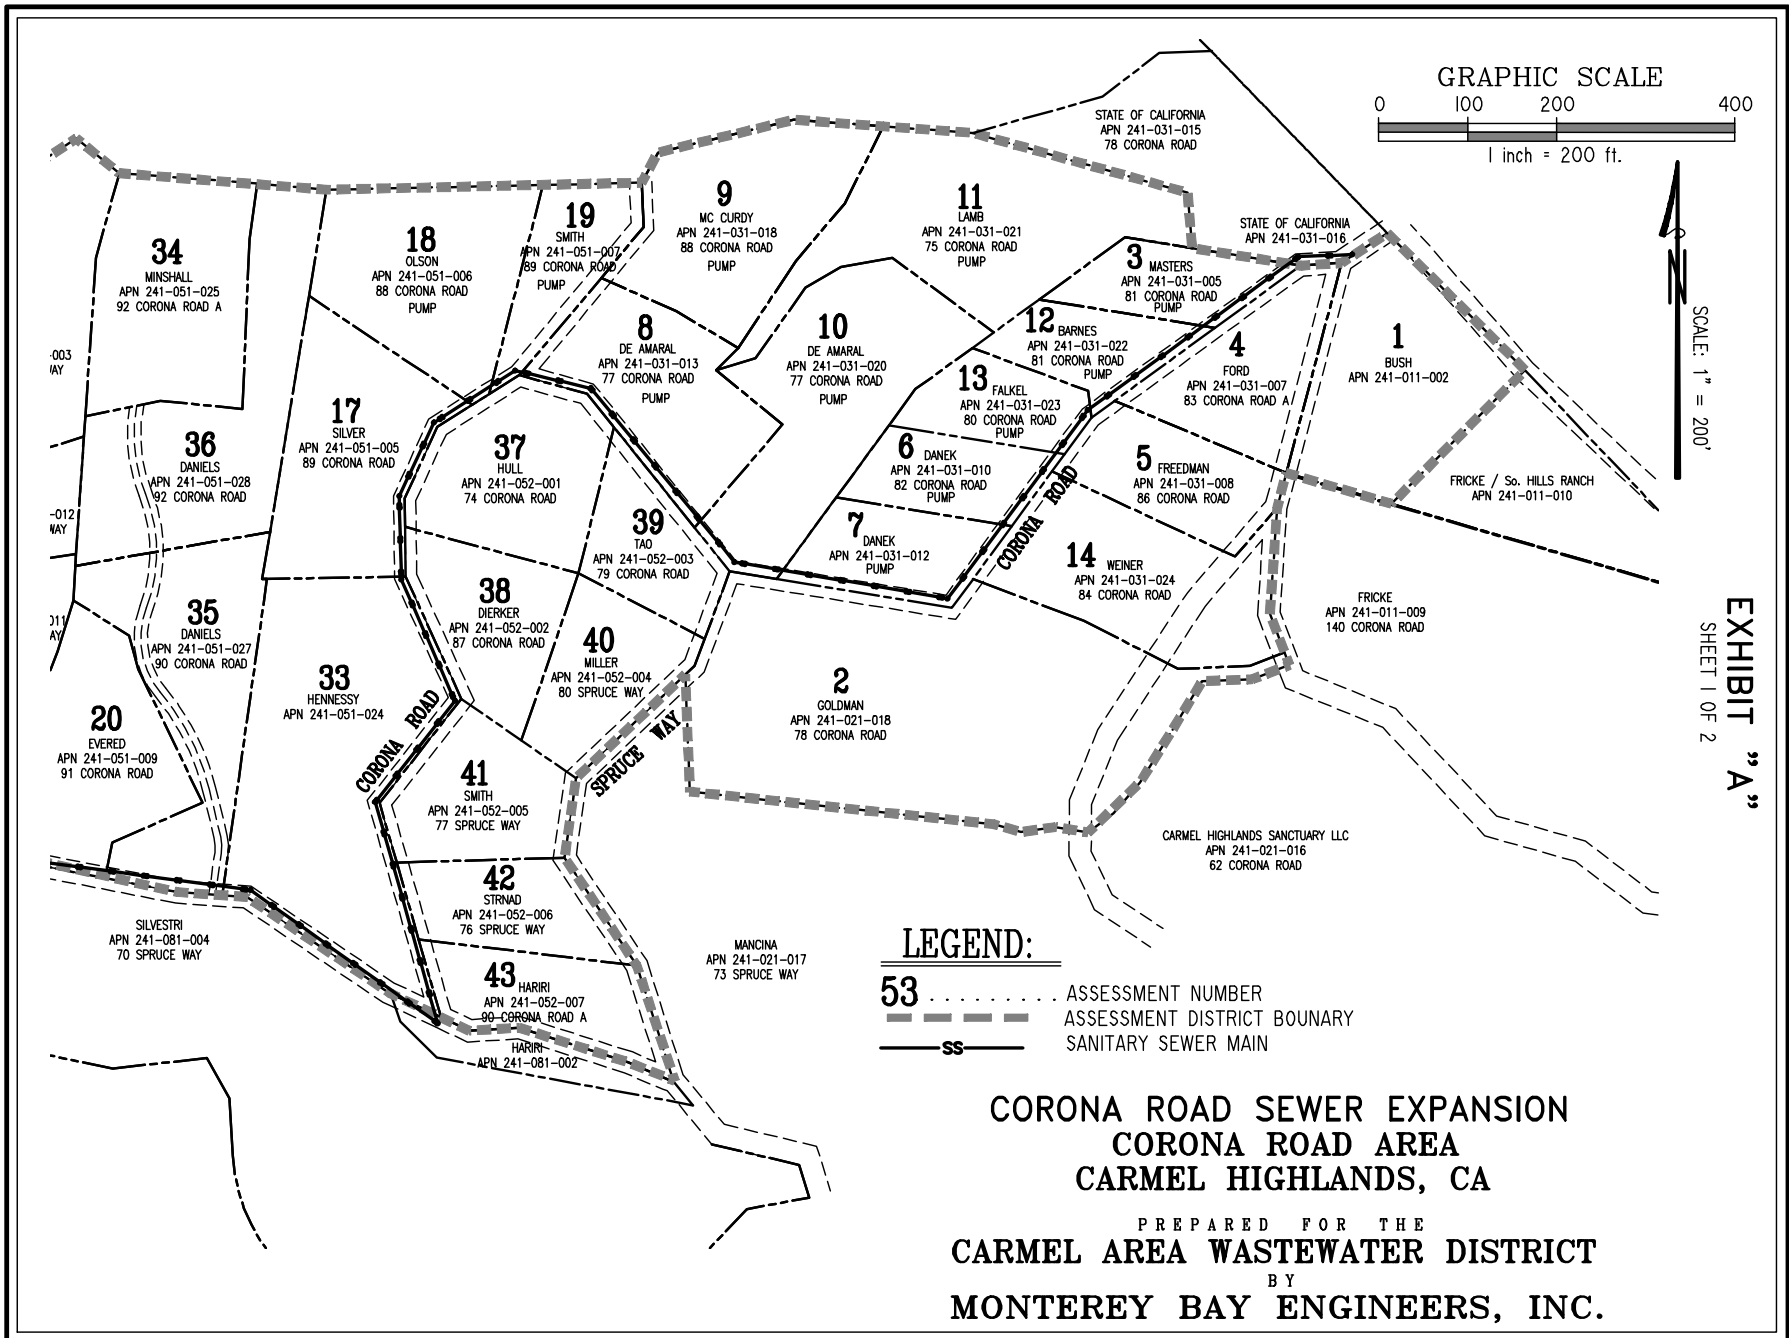 GRAPHIC SCALE
0 100 200 400
1 inch = 200 ft.
N
SCALE: 1" = 200'
EXHIBIT "A"
SHEET 1 OF 2
STATE OF CALIFORNIA
APN 241-031-015
78 CORONA ROAD
STATE OF CALIFORNIA
APN 241-031-016
34
MINSHALL
APN 241-051-025
92 CORONA ROAD A
18
OLSON
APN 241-051-006
88 CORONA ROAD
PUMP
19
SMITH
APN 241-051-007
89 CORONA ROAD
PUMP
9
MC CURDY
APN 241-031-018
88 CORONA ROAD
PUMP
11
LAMB
APN 241-031-021
75 CORONA ROAD
PUMP
3 MASTERS
APN 241-031-005
81 CORONA ROAD
PUMP
12 BARNES
APN 241-031-022
81 CORONA ROAD
PUMP
8
DE AMARAL
APN 241-031-013
77 CORONA ROAD
PUMP
10
DE AMARAL
APN 241-031-020
77 CORONA ROAD
PUMP
4
FORD
APN 241-031-007
83 CORONA ROAD A
1
BUSH
APN 241-011-002
13 FALKEL
APN 241-031-023
80 CORONA ROAD
PUMP
-003
WAY
17
SILVER
APN 241-051-005
89 CORONA ROAD
36
DANIELS
APN 241-051-028
92 CORONA ROAD
37
HULL
APN 241-052-001
74 CORONA ROAD
6 DANEK
APN 241-031-010
82 CORONA ROAD
PUMP
5 FREEDMAN
APN 241-031-008
86 CORONA ROAD
FRICKE / So. HILLS RANCH
APN 241-011-010
-012
WAY
39
TAO
APN 241-052-003
79 CORONA ROAD
7 DANEK
APN 241-031-012
PUMP
CORONA ROAD
14 WEINER
APN 241-031-024
84 CORONA ROAD
38
DIERKER
APN 241-052-002
87 CORONA ROAD
FRICKE
APN 241-011-009
140 CORONA ROAD
35
DANIELS
APN 241-051-027
90 CORONA ROAD
40
MILLER
APN 241-052-004
80 SPRUCE WAY
33
HENNESSY
APN 241-051-024
2
GOLDMAN
APN 241-021-018
78 CORONA ROAD
20
EVERED
APN 241-051-009
91 CORONA ROAD
CORONA ROAD
SPRUCE WAY
41
SMITH
APN 241-052-005
77 SPRUCE WAY
CARMEL HIGHLANDS SANCTUARY LLC
APN 241-021-016
62 CORONA ROAD
42
STRNAD
APN 241-052-006
76 SPRUCE WAY
SILVESTRI
APN 241-081-004
70 SPRUCE WAY
MANCINA
APN 241-021-017
73 SPRUCE WAY
43 HARIRI
APN 241-052-007
90 CORONA ROAD A
HARIRI
APN 241-081-002
LEGEND:
53 . . . . . . . . ASSESSMENT NUMBER
ASSESSMENT DISTRICT BOUNARY
SS SANITARY SEWER MAIN
CORONA ROAD SEWER EXPANSION
CORONA ROAD AREA
CARMEL HIGHLANDS, CA
PREPARED FOR THE
CARMEL AREA WASTEWATER DISTRICT
BY
MONTEREY BAY ENGINEERS, INC.